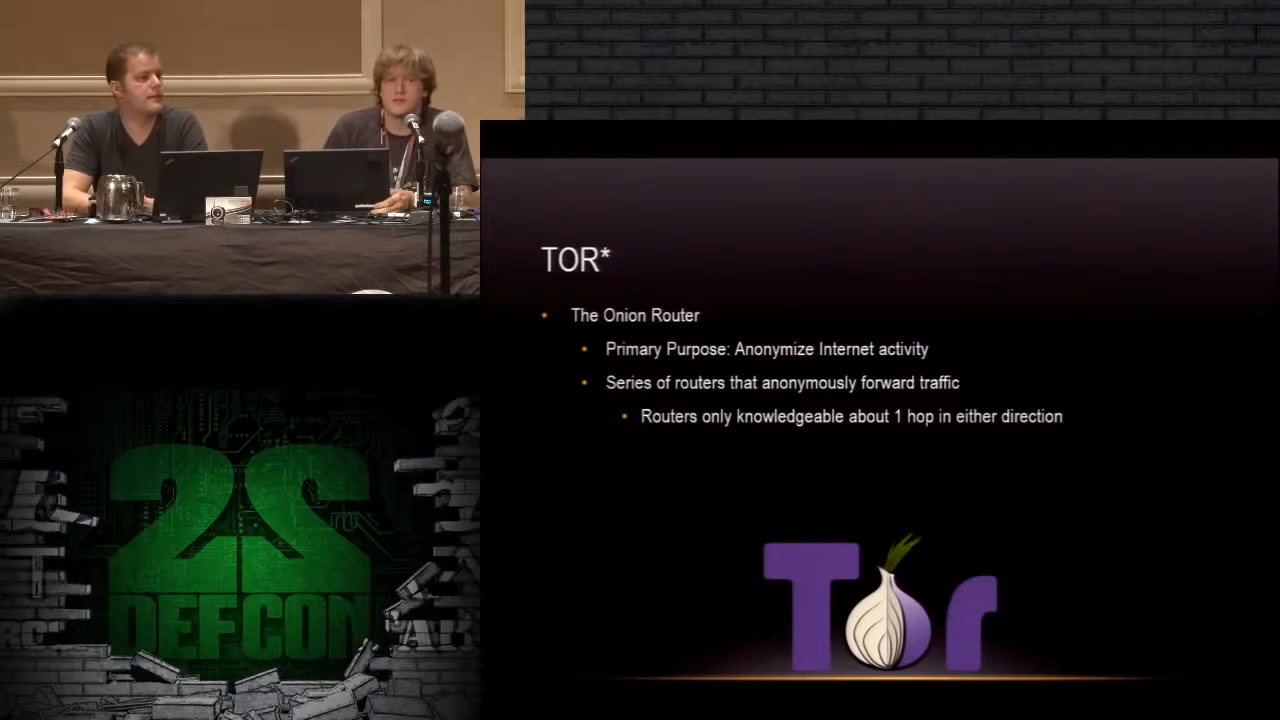 TOR*
The Onion Router
Primary Purpose: Anonymize Internet activity
Series of routers that anonymously forward traffic
Routers only knowledgeable about 1 hop in either direction
Tor
22
DEFCON